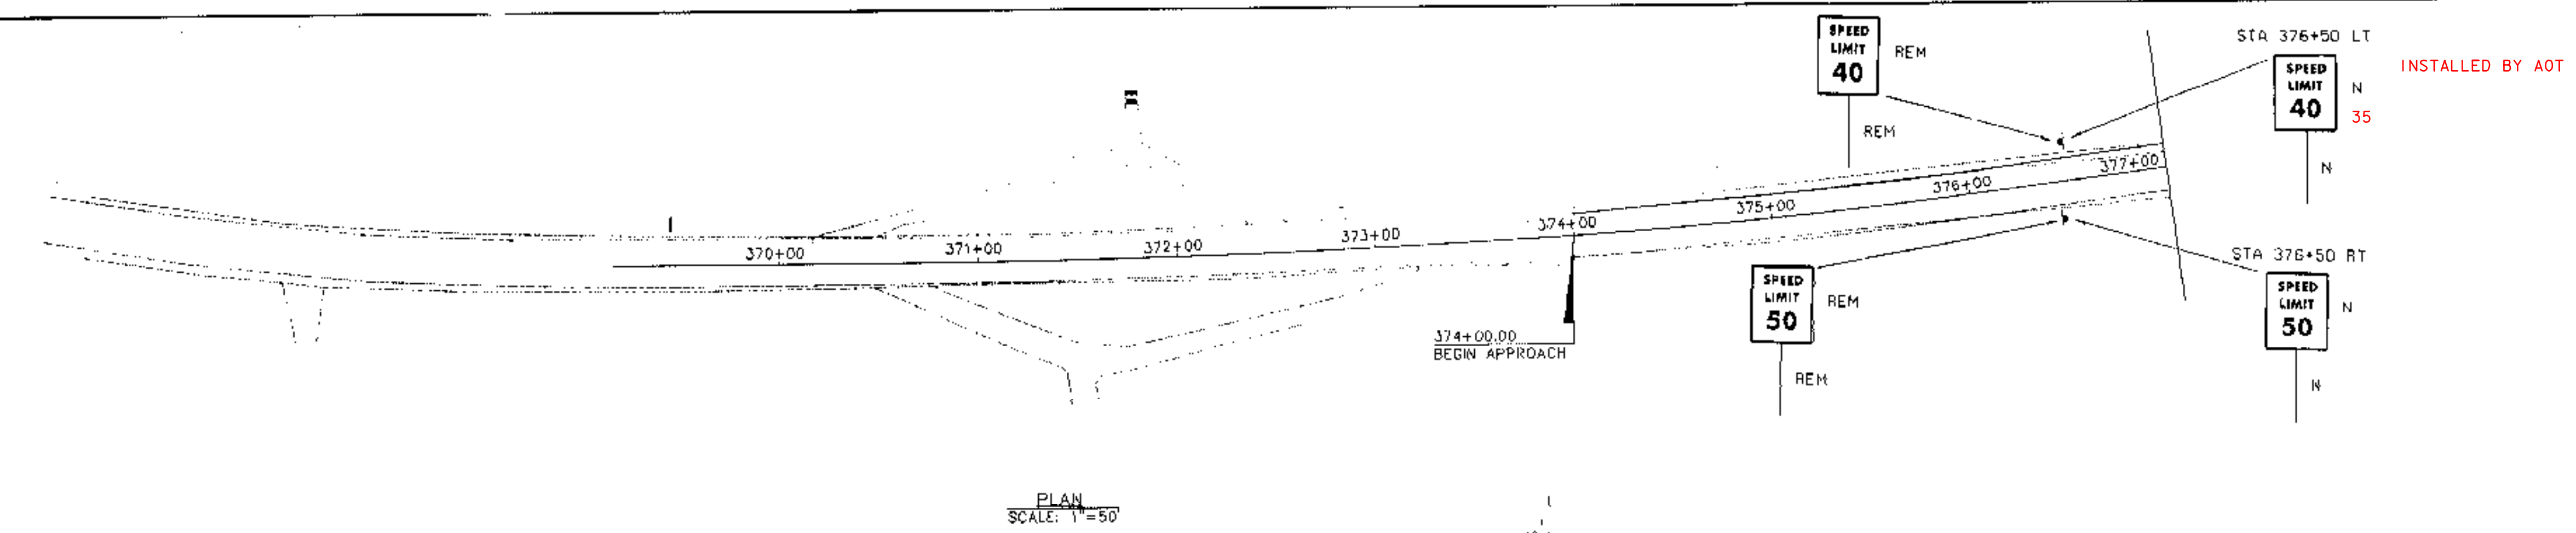 SPEED
LIMIT
40
REM
REM
STA 376+50 LT
SPEED
LIMIT
40
N
35
N
INSTALLED BY AOT
370+00
371+00
372+00
373+00
374+00
375+00
376+00
377+00
374+00.00
BEGIN APPROACH
SPEED
LIMIT
50
REM
REM
STA 376+50 RT
SPEED
LIMIT
50
N
N
PLAN
SCALE: 1"=50'